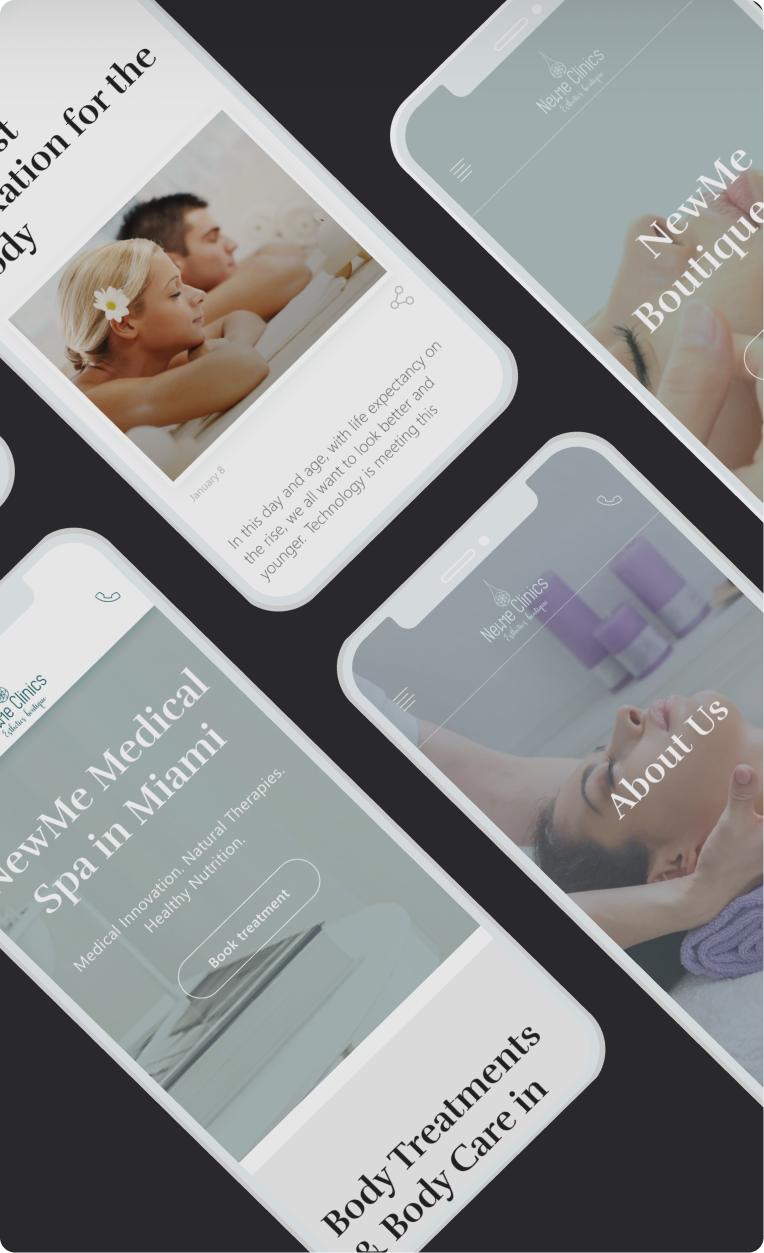 ation for the
January 8
In this day and age, with life expectancy on
the rise, we all want to look better and
younger. Technology is meeting this
NewMe Clinics
Esthetics boutique
NewMe
Boutique
NewMe Clinics
Esthetics boutique
About Us
Me Clinics
Esthetics boutique
NewMe Medical
Spa in Miami
Medical Innovation. Natural Therapies.
Healthy Nutrition.
Book treatment
Body Treatments
& Body Care in